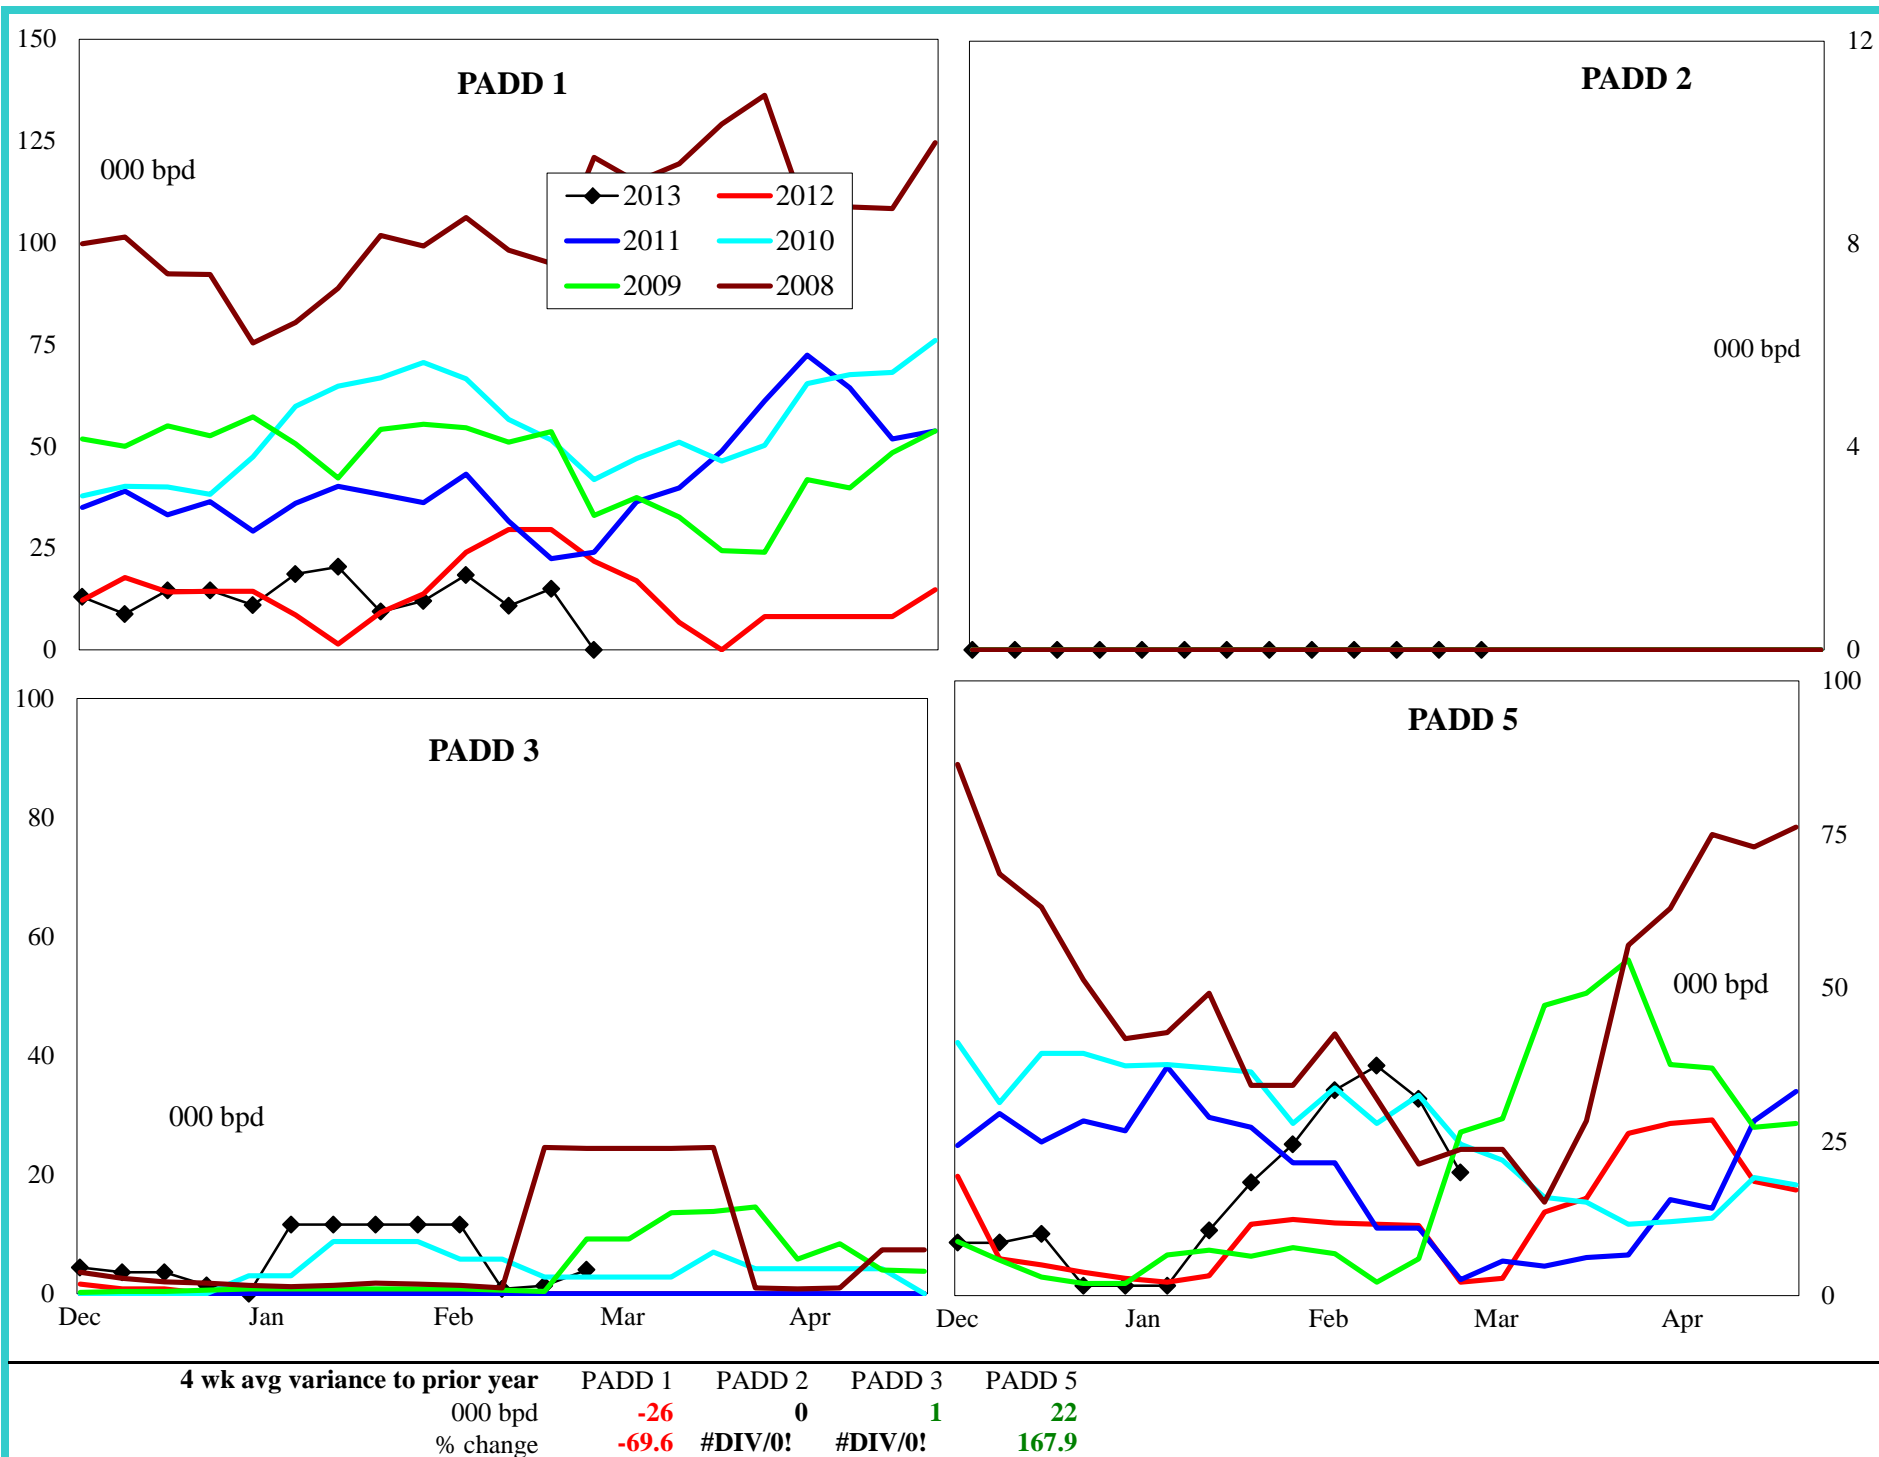 PADD 1
000 bpd
150
125
100
75
50
25
0
2013 2012
2011 2010
2009 2008
PADD 2
000 bpd
12
8
4
0
PADD 3
000 bpd
100
80
60
40
20
0
Dec Jan Feb Mar Apr
PADD 5
000 bpd
100
75
50
25
0
Dec Jan Feb Mar Apr
4 wk avg variance to prior year PADD 1 PADD 2 PADD 3 PADD 5
000 bpd -26 0 1 22
% change -69.6 #DIV/0! #DIV/0! 167.9